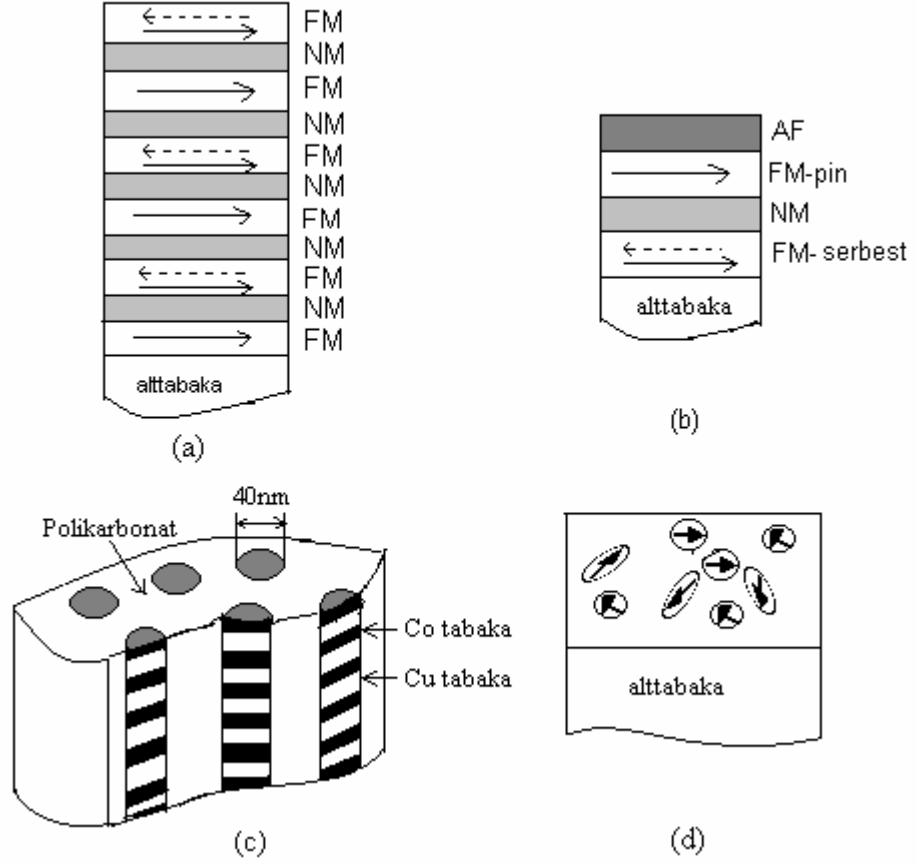 FM
NM
FM
NM
FM
NM
FM
NM
FM
NM
FM
alttabaka
(a)
AF
FM-pin
NM
FM- serbest
alttabaka
(b)
40nm
Polikarbonat
Co tabaka
Cu tabaka
(c)
alttabaka
(d)